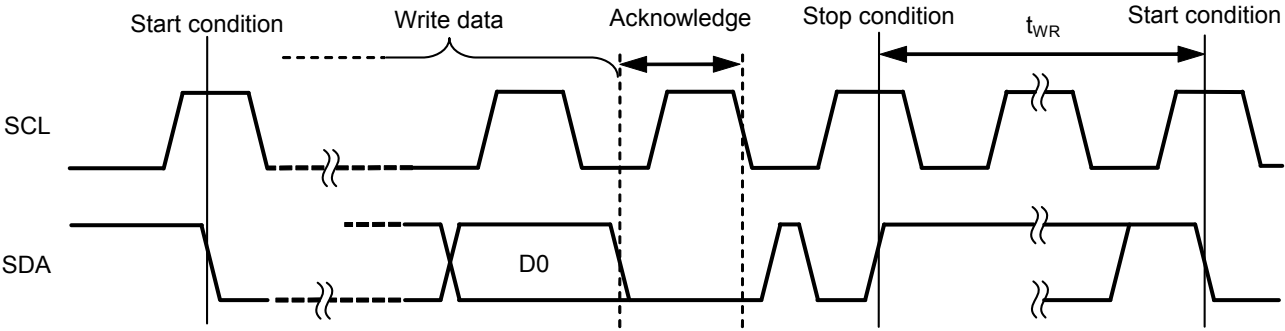 Start condition
Write data
Acknowledge
Stop condition
tWR
Start condition
SCL
SDA
D0